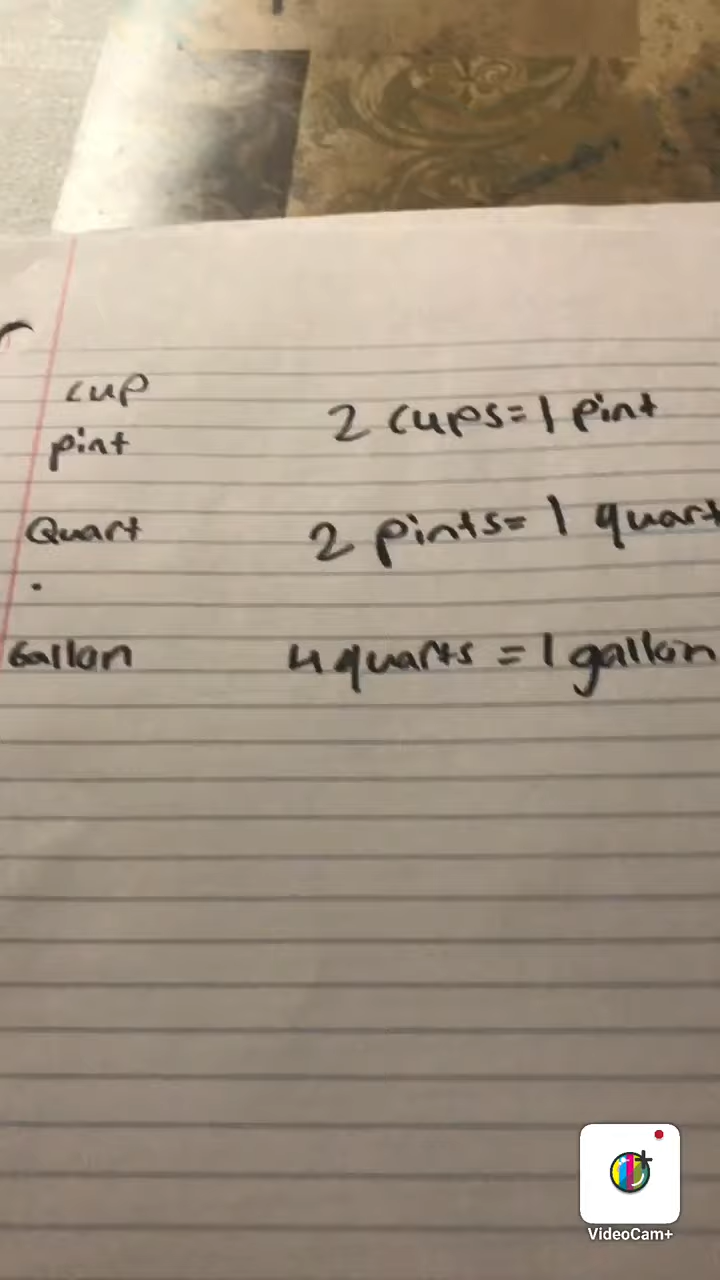 cup
2 cups = 1 pint
pint
Quart
2 pints = 1 quart
Gallon
4 quarts = 1 gallon
VideoCam+